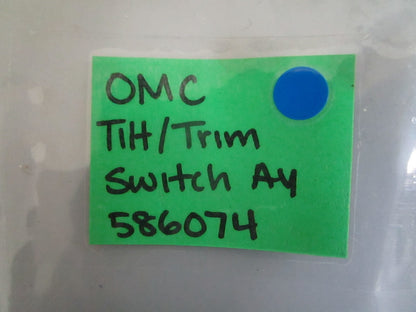 OMC
Tilt/Trim
Switch Ay
586074